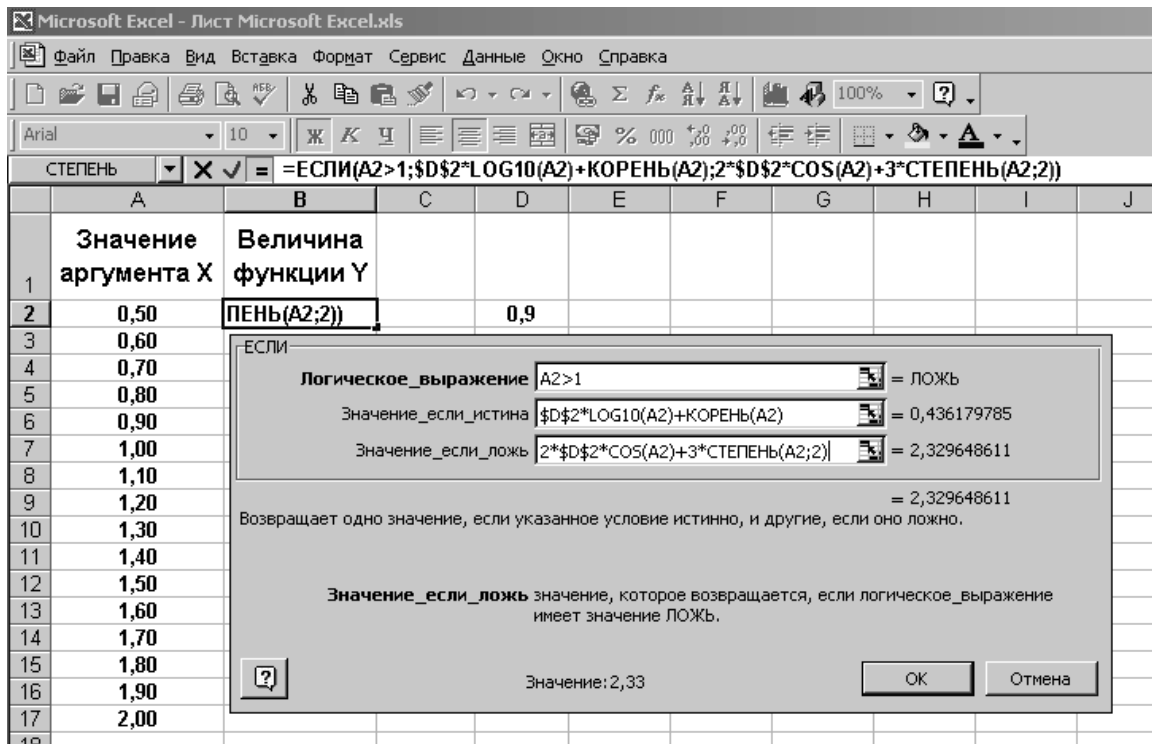 Microsoft Excel - Лист Microsoft Excel.xls
Файл Правка Вид Вставка Формат Сервис Данные Окно Справка
100%
Arial 10 Ж К Ч % 000
СТЕПЕНЬ = =ЕСЛИ(A2>1;$D$2*LOG10(A2)+КОРЕНЬ(A2);2*$D$2*COS(A2)+3*СТЕПЕНЬ(A2;2))
A B C D E F G H I J
1 Значение аргумента X Величина функции Y
2 0,50 ПЕНЬ(A2;2)) 0,9
3 0,60
4 0,70
5 0,80
6 0,90
7 1,00
8 1,10
9 1,20
10 1,30
11 1,40
12 1,50
13 1,60
14 1,70
15 1,80
16 1,90
17 2,00
ЕСЛИ
Логическое_выражение A2>1 = ЛОЖЬ
Значение_если_истина $D$2*LOG10(A2)+КОРЕНЬ(A2) = 0,436179785
Значение_если_ложь 2*$D$2*COS(A2)+3*СТЕПЕНЬ(A2;2) = 2,329648611
= 2,329648611
Возвращает одно значение, если указанное условие истинно, и другие, если оно ложно.
Значение_если_ложь значение, которое возвращается, если логическое_выражение
имеет значение ЛОЖЬ.
Значение:2,33 OK Отмена